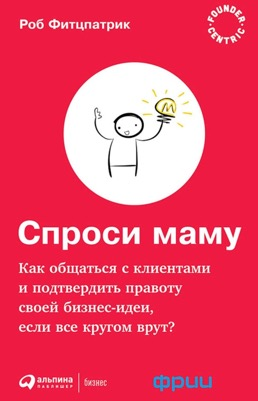 Роб Фитцпатрик
FOUNDER
CENTRIC
Спроси маму
Как общаться с клиентами
и подтвердить правоту
своей бизнес-идеи,
если все кругом врут?
альпина
ПАБЛИШЕР
бизнес
фрии